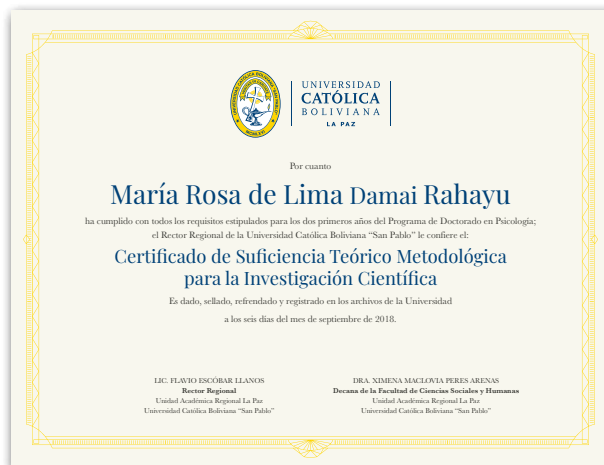 UNIVERSIDAD
CATÓLICA
BOLIVIANA
LA PAZ
Por cuanto
María Rosa de Lima Damai Rahayu
ha cumplido con todos los requisitos estipulados para los dos primeros años del Programa de Doctorado en Psicología;
el Rector Regional de la Universidad Católica Boliviana “San Pablo” le confiere el:
Certificado de Suficiencia Teórico Metodológica
para la Investigación Científica
Es dado, sellado, refrendado y registrado en los archivos de la Universidad
a los seis días del mes de septiembre de 2018.
LIC. FLAVIO ESCÓBAR LLANOS
Rector Regional
Unidad Académica Regional La Paz
Universidad Católica Boliviana “San Pablo”
DRA. XIMENA MACLOVIA PERES ARENAS
Decana de la Facultad de Ciencias Sociales y Humanas
Unidad Académica Regional La Paz
Universidad Católica Boliviana “San Pablo”